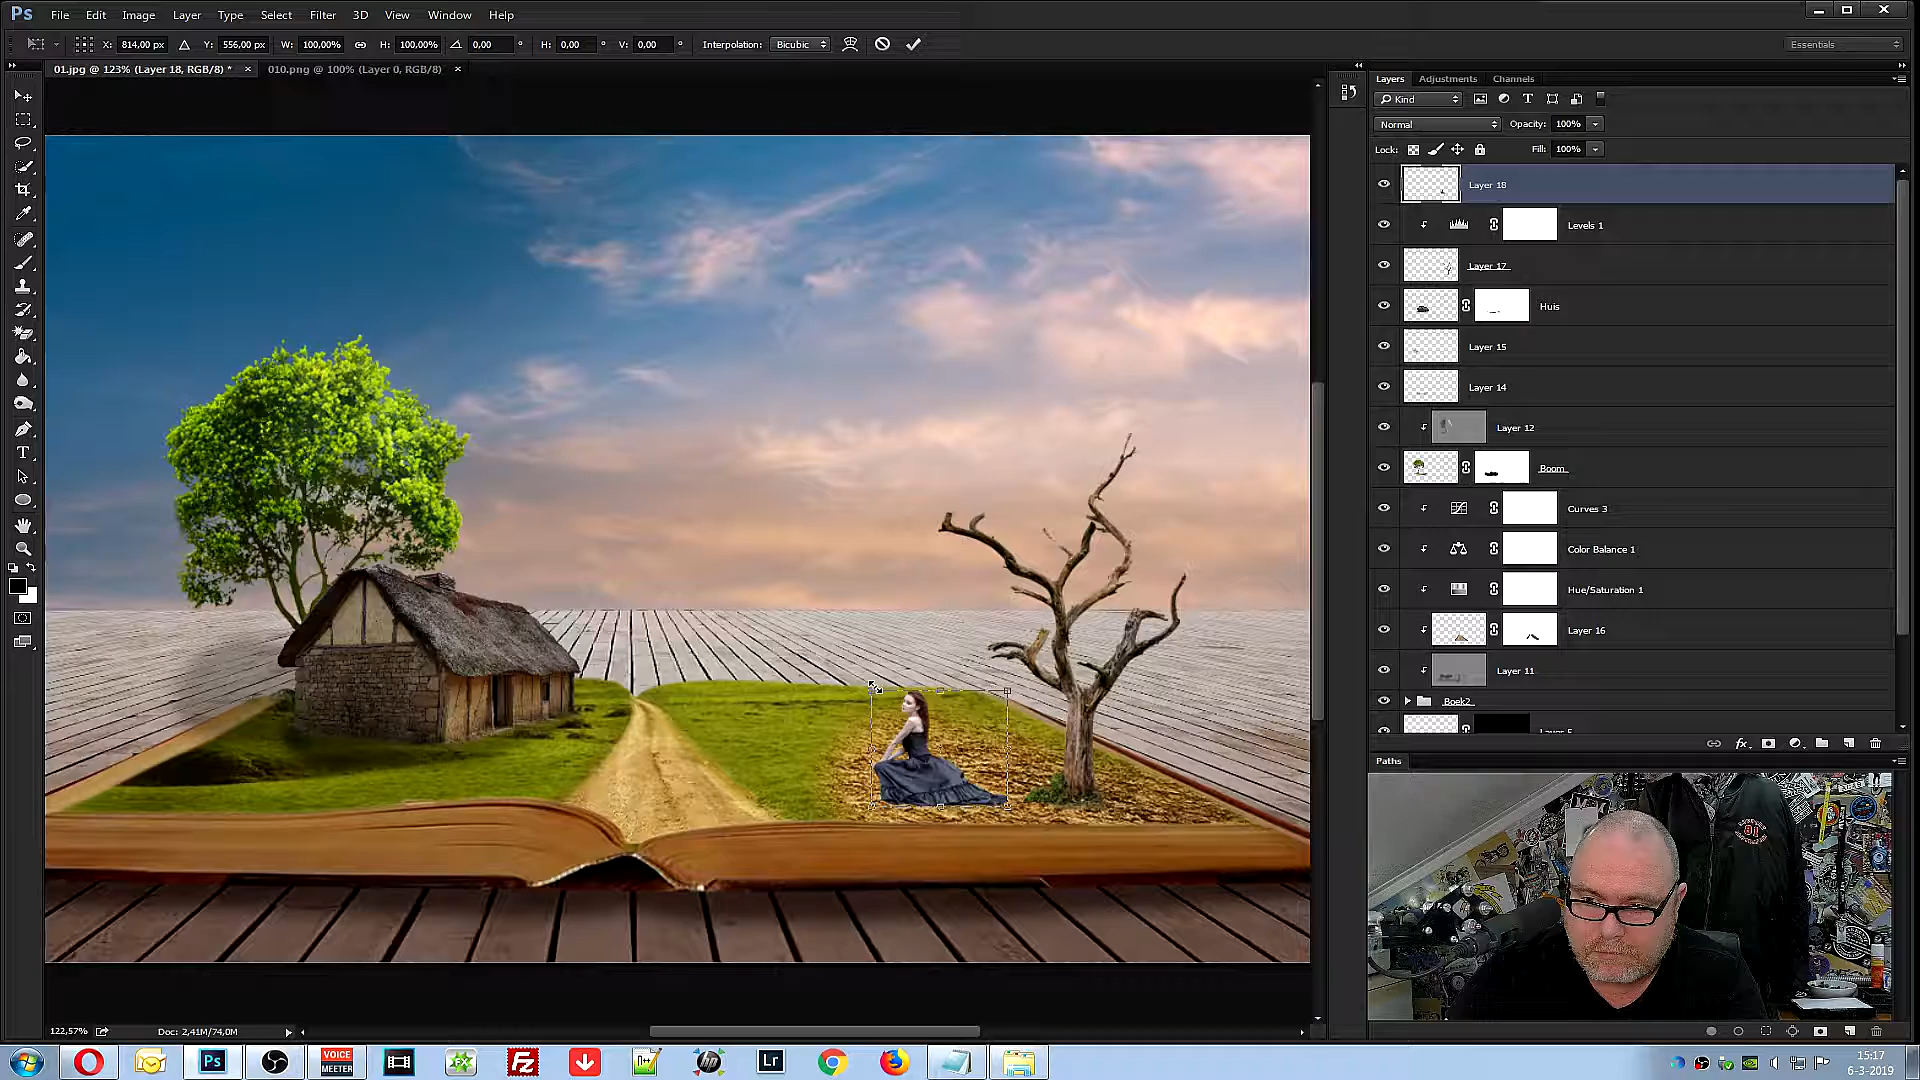 Ps File Edit Image Layer Type Select Filter 3D View Window Help
X: 814,00 px Y: 556,00 px W: 100,00% H: 100,00% 0,00 ° H: 0,00 ° V: 0,00 ° Interpolation: Bicubic Essentials
01.jpg @ 123% (Layer 18, RGB/8) * × 010.png @ 100% (Layer 0, RGB/8) ×
Layers Adjustments Channels
Kind
Normal Opacity: 100%
Lock: Fill: 100%
Layer 18
Levels 1
Layer 17
Huis
Layer 15
Layer 14
Layer 12
Boom
Curves 3
Color Balance 1
Hue/Saturation 1
Layer 16
Layer 11
Boek2
Paths
81
122,57% Doc: 2,41M/74,0M
Ps VOICE MEETER FX Fz N++ hp Lr
15:17
6-3-2019